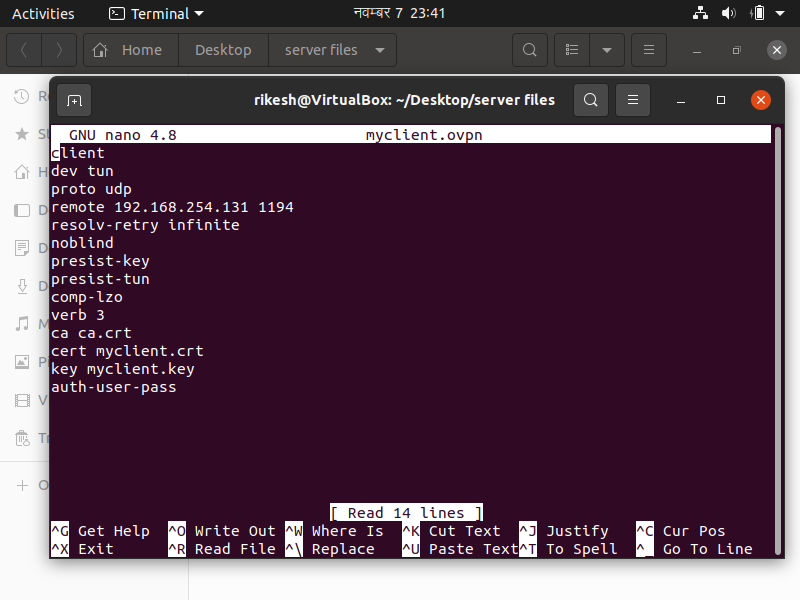 Activities Terminal नवम्बर 7 23:41
Home Desktop server files
rikesh@VirtualBox: ~/Desktop/server files
GNU nano 4.8 myclient.ovpn
client
dev tun
proto udp
remote 192.168.254.131 1194
resolv-retry infinite
noblind
presist-key
presist-tun
comp-lzo
verb 3
ca ca.crt
cert myclient.crt
key myclient.key
auth-user-pass
[ Read 14 lines ]
^G Get Help ^O Write Out ^W Where Is ^K Cut Text ^J Justify ^C Cur Pos
^X Exit ^R Read File ^\ Replace ^U Paste Text ^T To Spell ^_ Go To Line